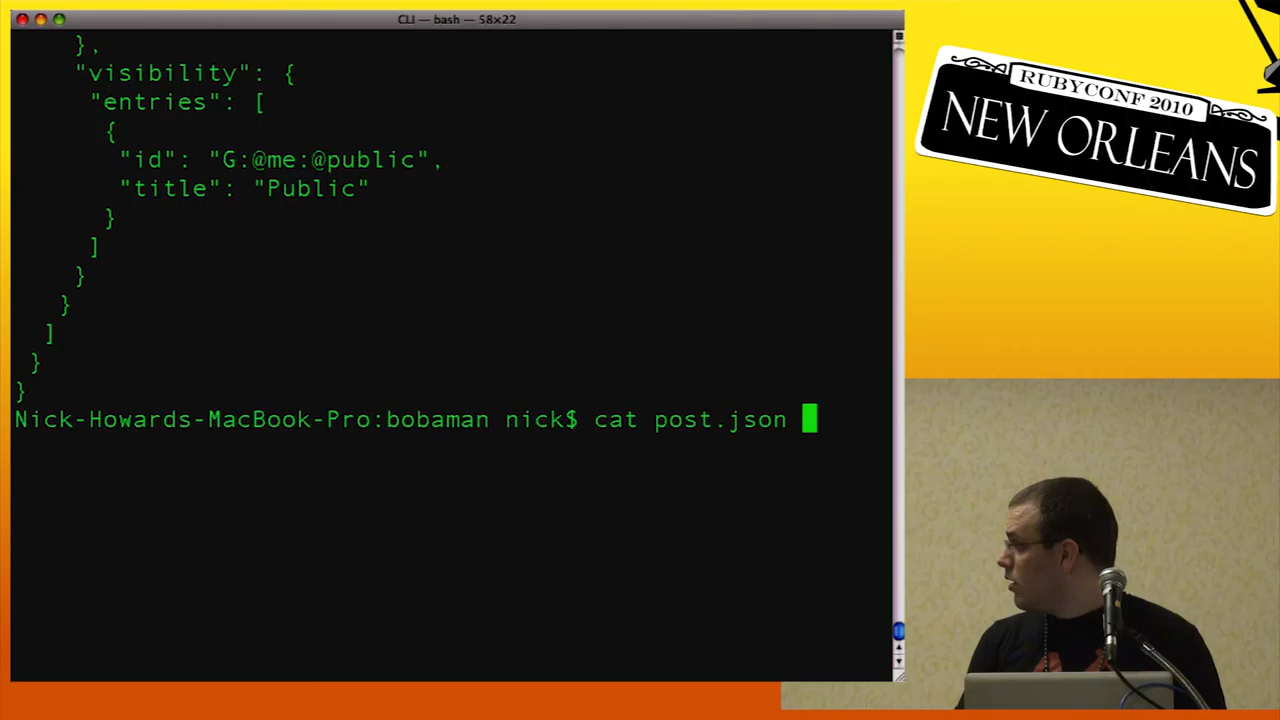 CLI — bash — 58×22
},
"visibility": {
"entries": [
{
"id": "G:@me:@public",
"title": "Public"
}
]
}
}
]
}
}
Nick-Howards-MacBook-Pro:bobaman nick$ cat post.json
RUBYCONF 2010
NEW ORLEANS